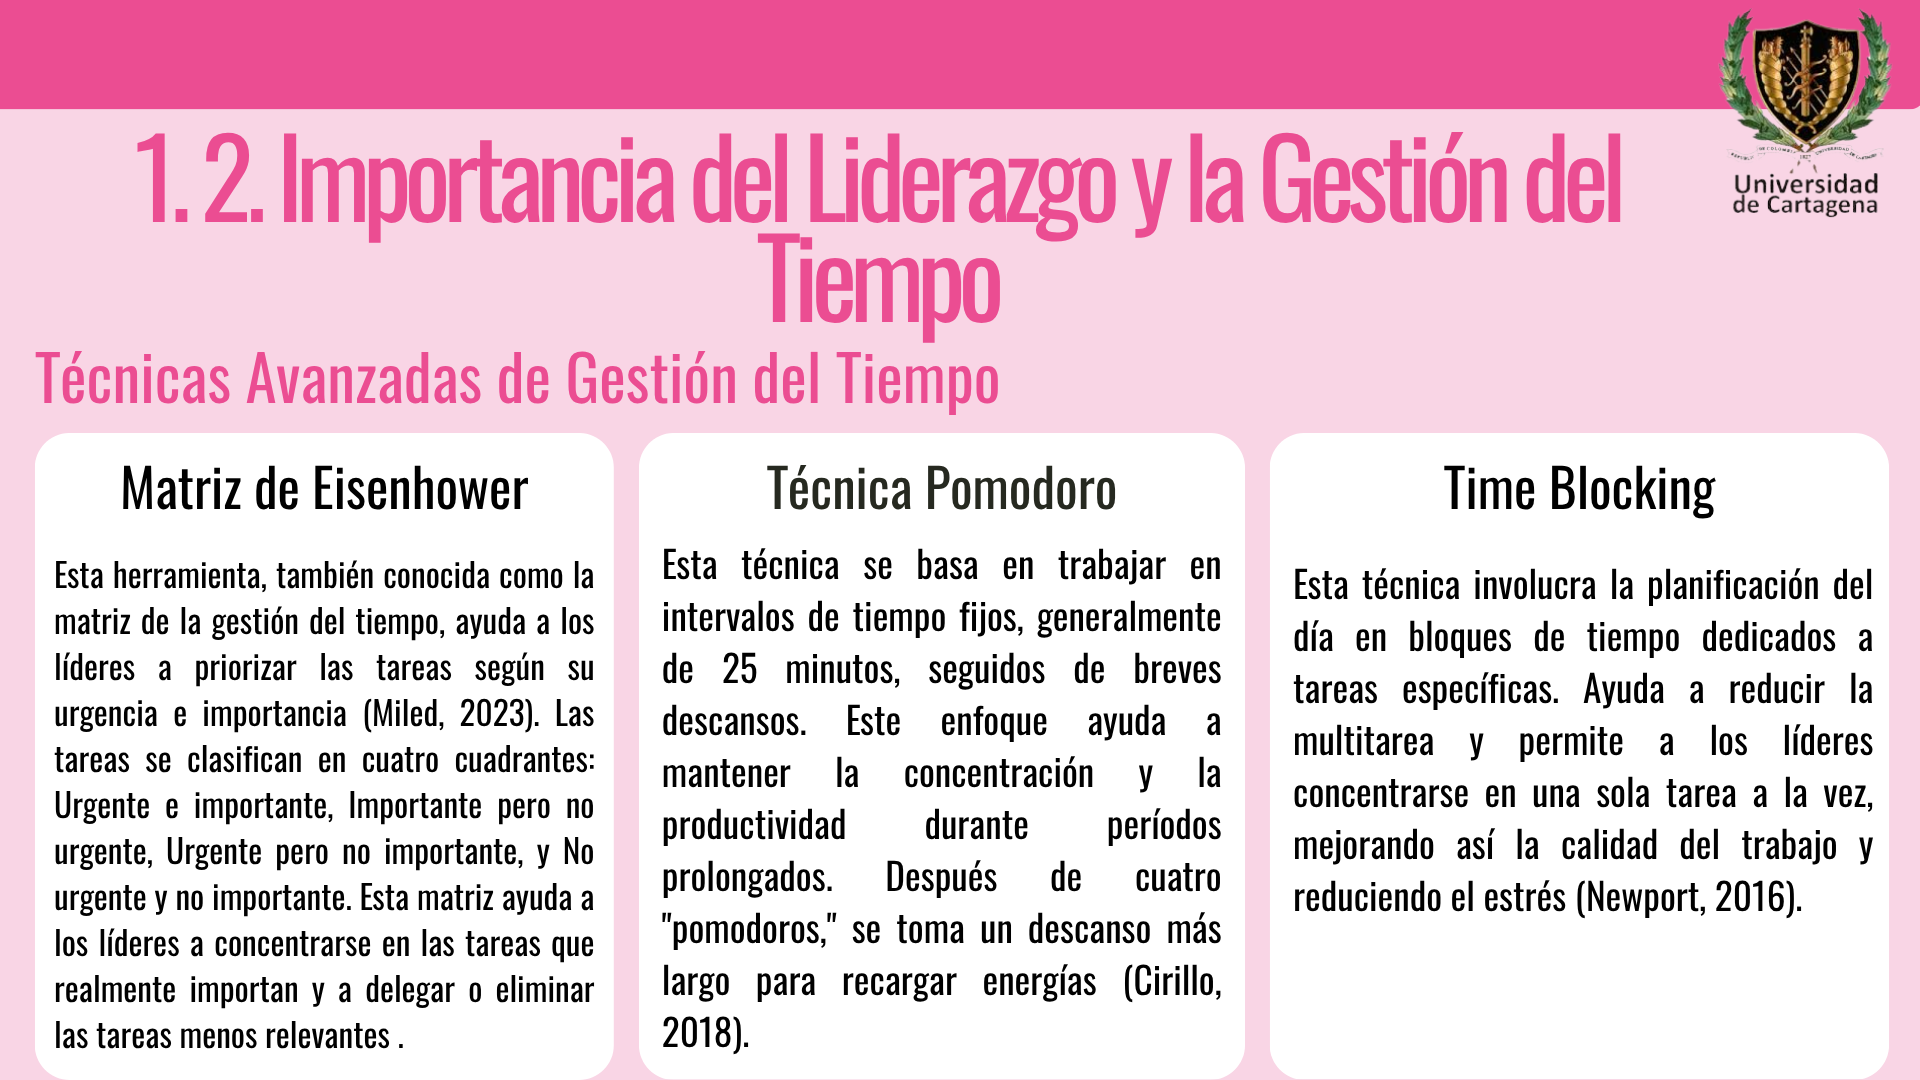 Universidad
de Cartagena
1. 2. Importancia del Liderazgo y la Gestión del
Tiempo
Técnicas Avanzadas de Gestión del Tiempo
Matriz de Eisenhower
Esta herramienta, también conocida como la
matriz de la gestión del tiempo, ayuda a los
líderes a priorizar las tareas según su
urgencia e importancia (Miled, 2023). Las
tareas se clasifican en cuatro cuadrantes:
Urgente e importante, Importante pero no
urgente, Urgente pero no importante, y No
urgente y no importante. Esta matriz ayuda a
los líderes a concentrarse en las tareas que
realmente importan y a delegar o eliminar
las tareas menos relevantes .
Técnica Pomodoro
Esta técnica se basa en trabajar en
intervalos de tiempo fijos, generalmente
de 25 minutos, seguidos de breves
descansos. Este enfoque ayuda a
mantener la concentración y la
productividad durante períodos
prolongados. Después de cuatro
"pomodoros," se toma un descanso más
largo para recargar energías (Cirillo,
2018).
Time Blocking
Esta técnica involucra la planificación del
día en bloques de tiempo dedicados a
tareas específicas. Ayuda a reducir la
multitarea y permite a los líderes
concentrarse en una sola tarea a la vez,
mejorando así la calidad del trabajo y
reduciendo el estrés (Newport, 2016).